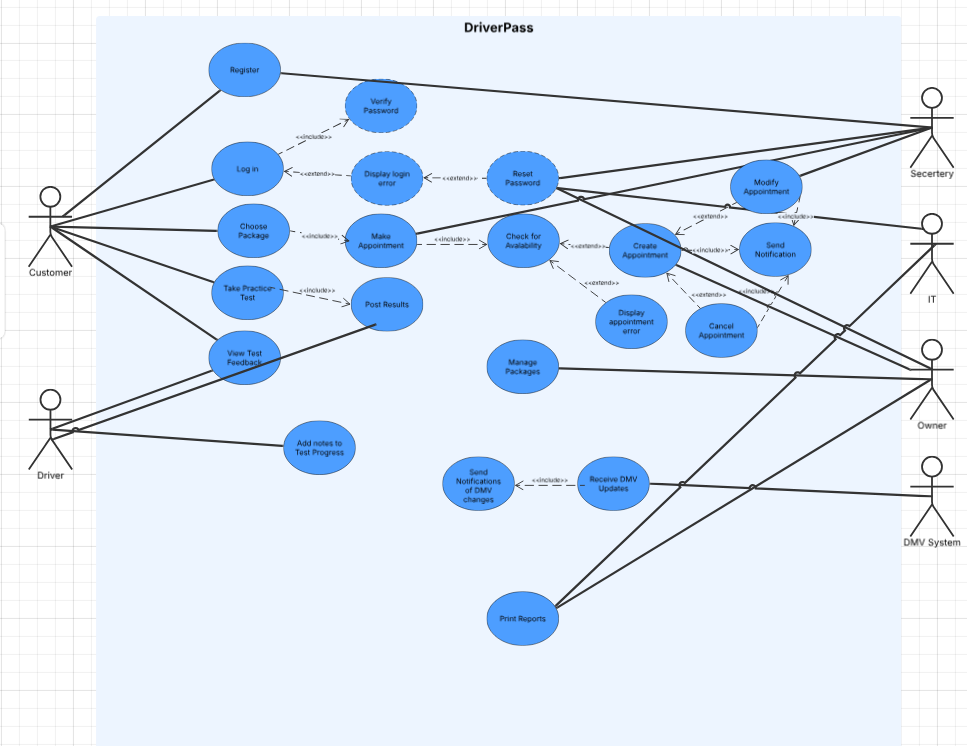 DriverPass
Register
Verify
Password
<<include>>
Log in
<<extend>>
Display login
error
<<extend>>
Reset
Password
Modify
Appointment
Secertery
Customer
Choose
Package
<<include>>
Make
Appointment
<<include>>
Check for
Avalability
<<extend>>
Create
Appointment
<<extend>>
<<include>>
<<include>>
Send
Notification
IT
Take Practice
Test
<<include>>
Post Results
<<extend>>
Display
appointment
error
<<extend>>
<<include>>
Cancel
Appointment
View Test
Feedback
Manage
Packages
Owner
Driver
Add notes to
Test Progress
Send
Notifications
of DMV
changes
<<include>>
Receive DMV
Updates
DMV System
Print Reports